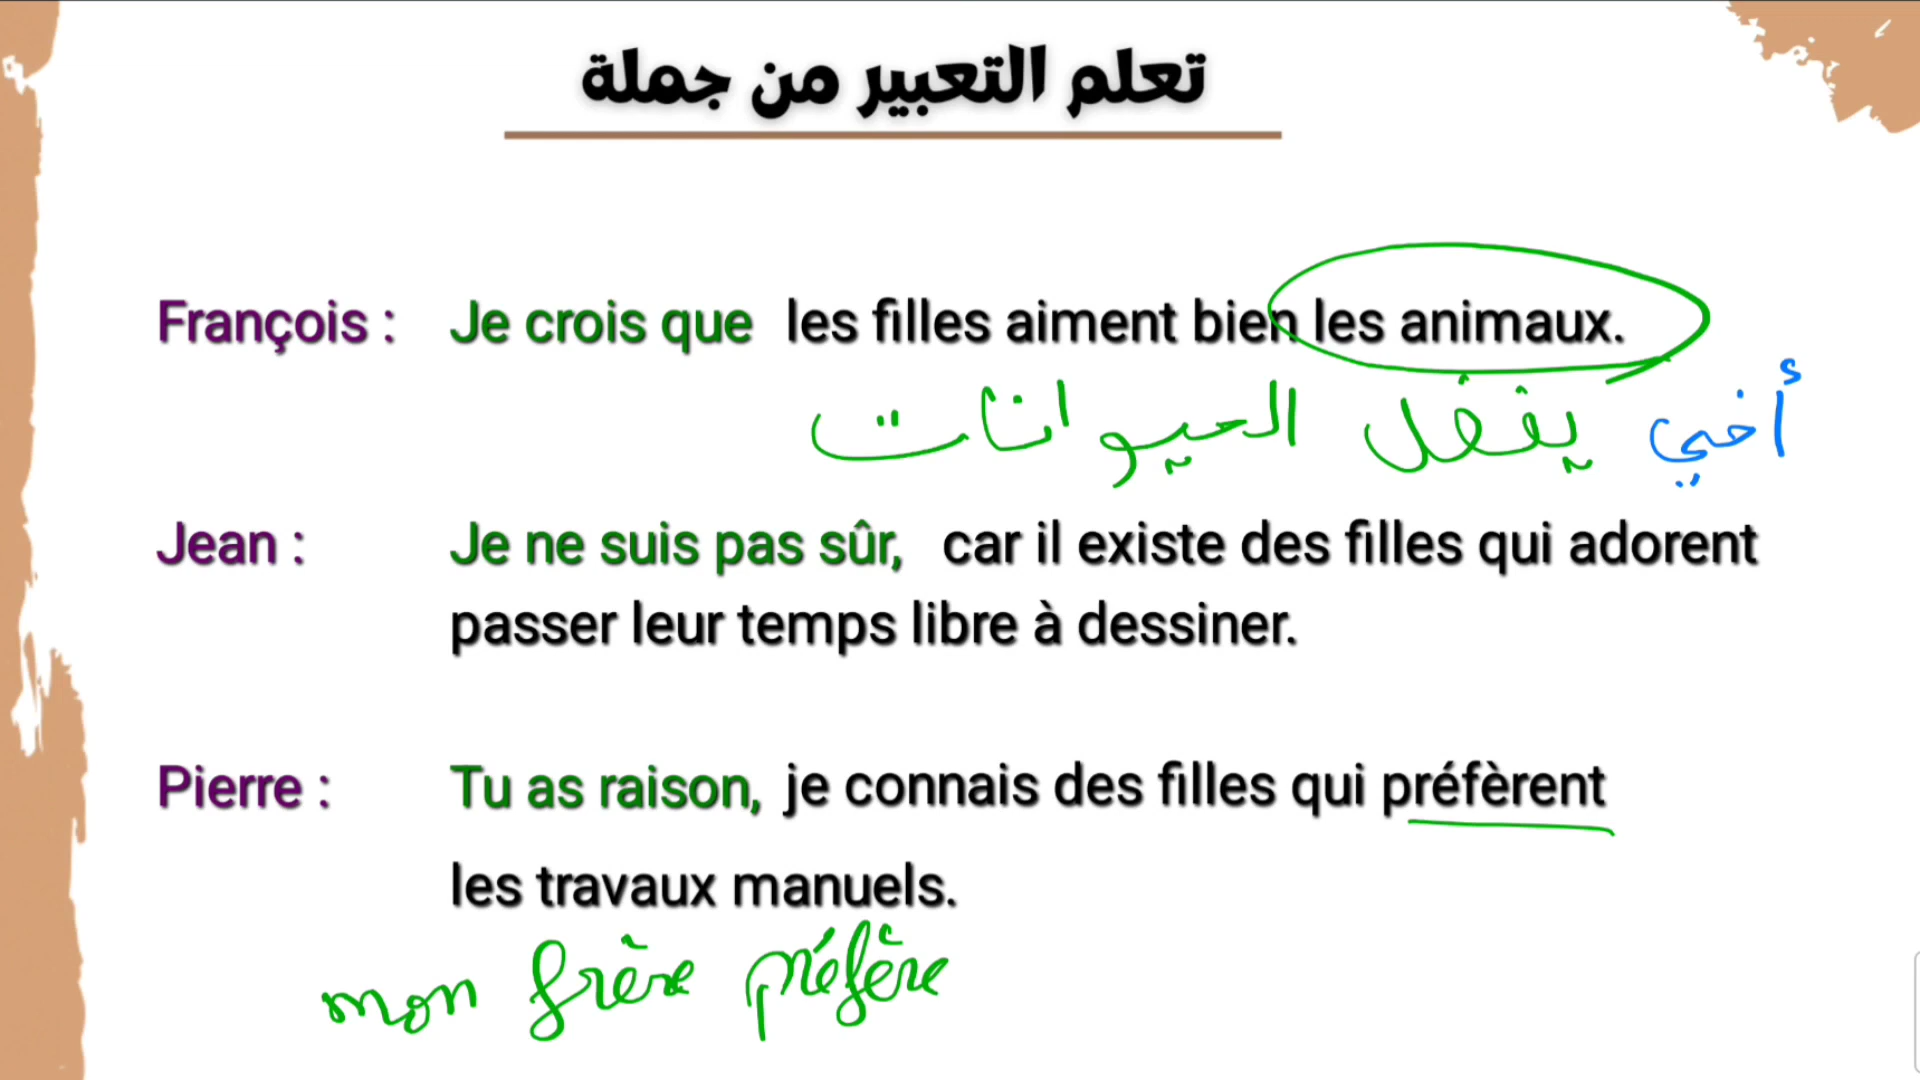 تعلم التعبير من جملة
François : Je crois que les filles aiment bien les animaux.
أخي يفضل الحيوانات
Jean : Je ne suis pas sûr, car il existe des filles qui adorent
passer leur temps libre à dessiner.
Pierre : Tu as raison, je connais des filles qui préfèrent
les travaux manuels.
mon frère préfère